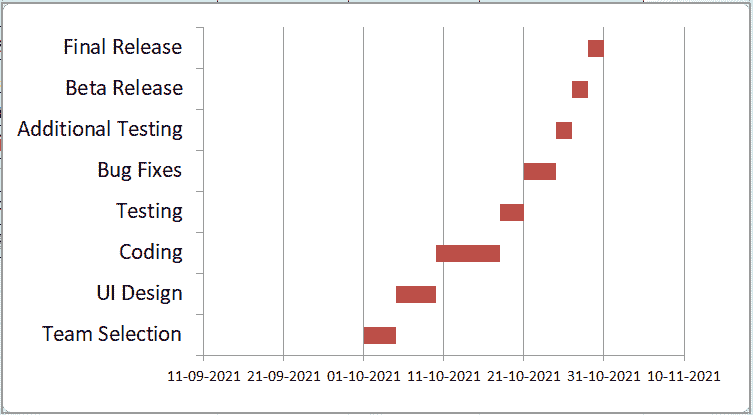 Final Release
Beta Release
Additional Testing
Bug Fixes
Testing
Coding
UI Design
Team Selection
11-09-2021 21-09-2021 01-10-2021 11-10-2021 21-10-2021 31-10-2021 10-11-2021